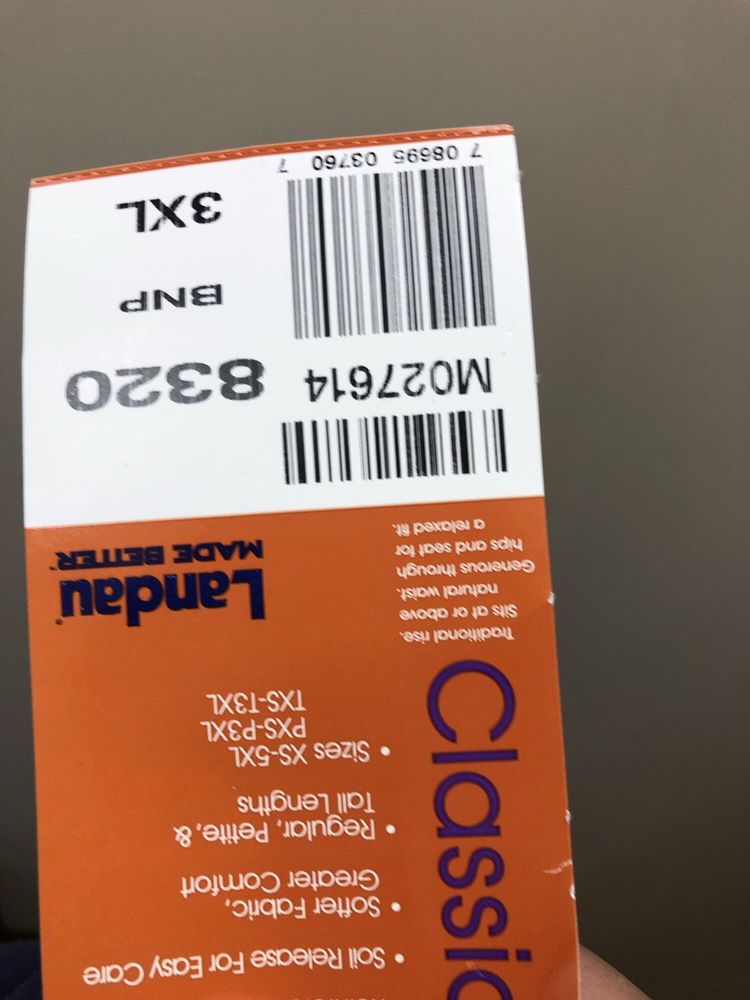 Classic
Traditional rise.
Sits at or above
natural waist.
Generous through
hips and seat for
a relaxed fit.
• Soil Release For Easy Care
• Softer Fabric,
Greater Comfort
• Regular, Petite, &
Tall Lengths
• Sizes XS-5XL
PXS-P3XL
TXS-T3XL
Landau®
MADE BETTER™
M027614 8320
BNP
3XL
7 08695 03760 7